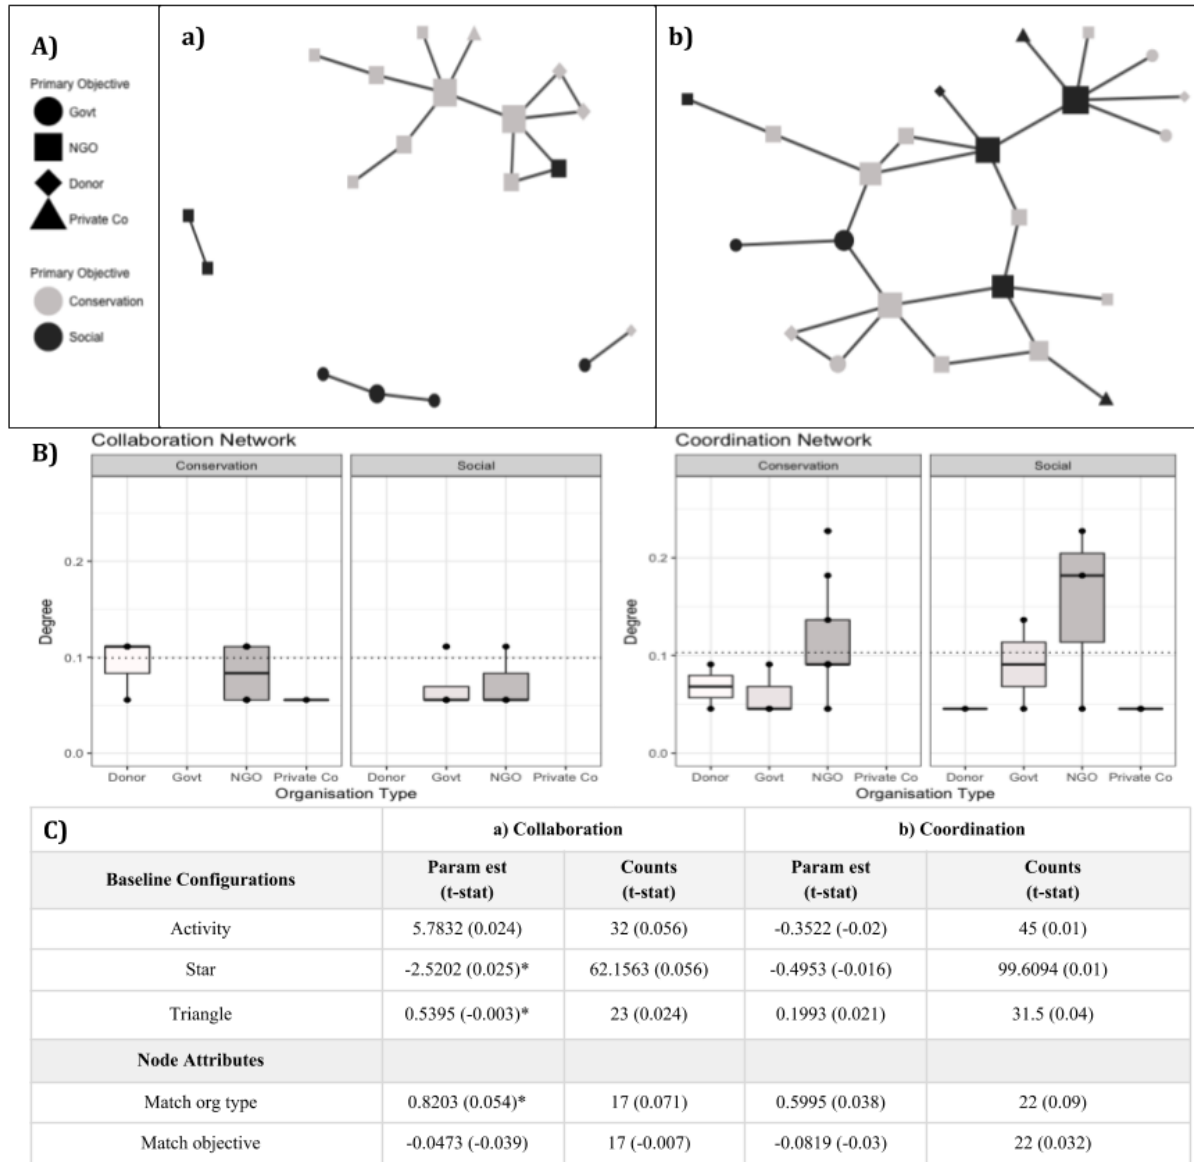 A)
a)
b)
Primary Objective
Govt
NGO
Donor
Private Co
Primary Objective
Conservation
Social
B)
Collaboration Network
Conservation Social
0.2
0.1
0.0
Degree
Donor Govt NGO Private Co Donor Govt NGO Private Co
Organisation Type
Coordination Network
Conservation Social
0.2
0.1
0.0
Degree
Donor Govt NGO Private Co Donor Govt NGO Private Co
Organisation Type
C) a) Collaboration b) Coordination
Baseline Configurations Param est (t-stat) Counts (t-stat) Param est (t-stat) Counts (t-stat)
Activity 5.7832 (0.024) 32 (0.056) -0.3522 (-0.02) 45 (0.01)
Star -2.5202 (0.025)* 62.1563 (0.056) -0.4953 (-0.016) 99.6094 (0.01)
Triangle 0.5395 (-0.003)* 23 (0.024) 0.1993 (0.021) 31.5 (0.04)
Node Attributes
Match org type 0.8203 (0.054)* 17 (0.071) 0.5995 (0.038) 22 (0.09)
Match objective -0.0473 (-0.039) 17 (-0.007) -0.0819 (-0.03) 22 (0.032)